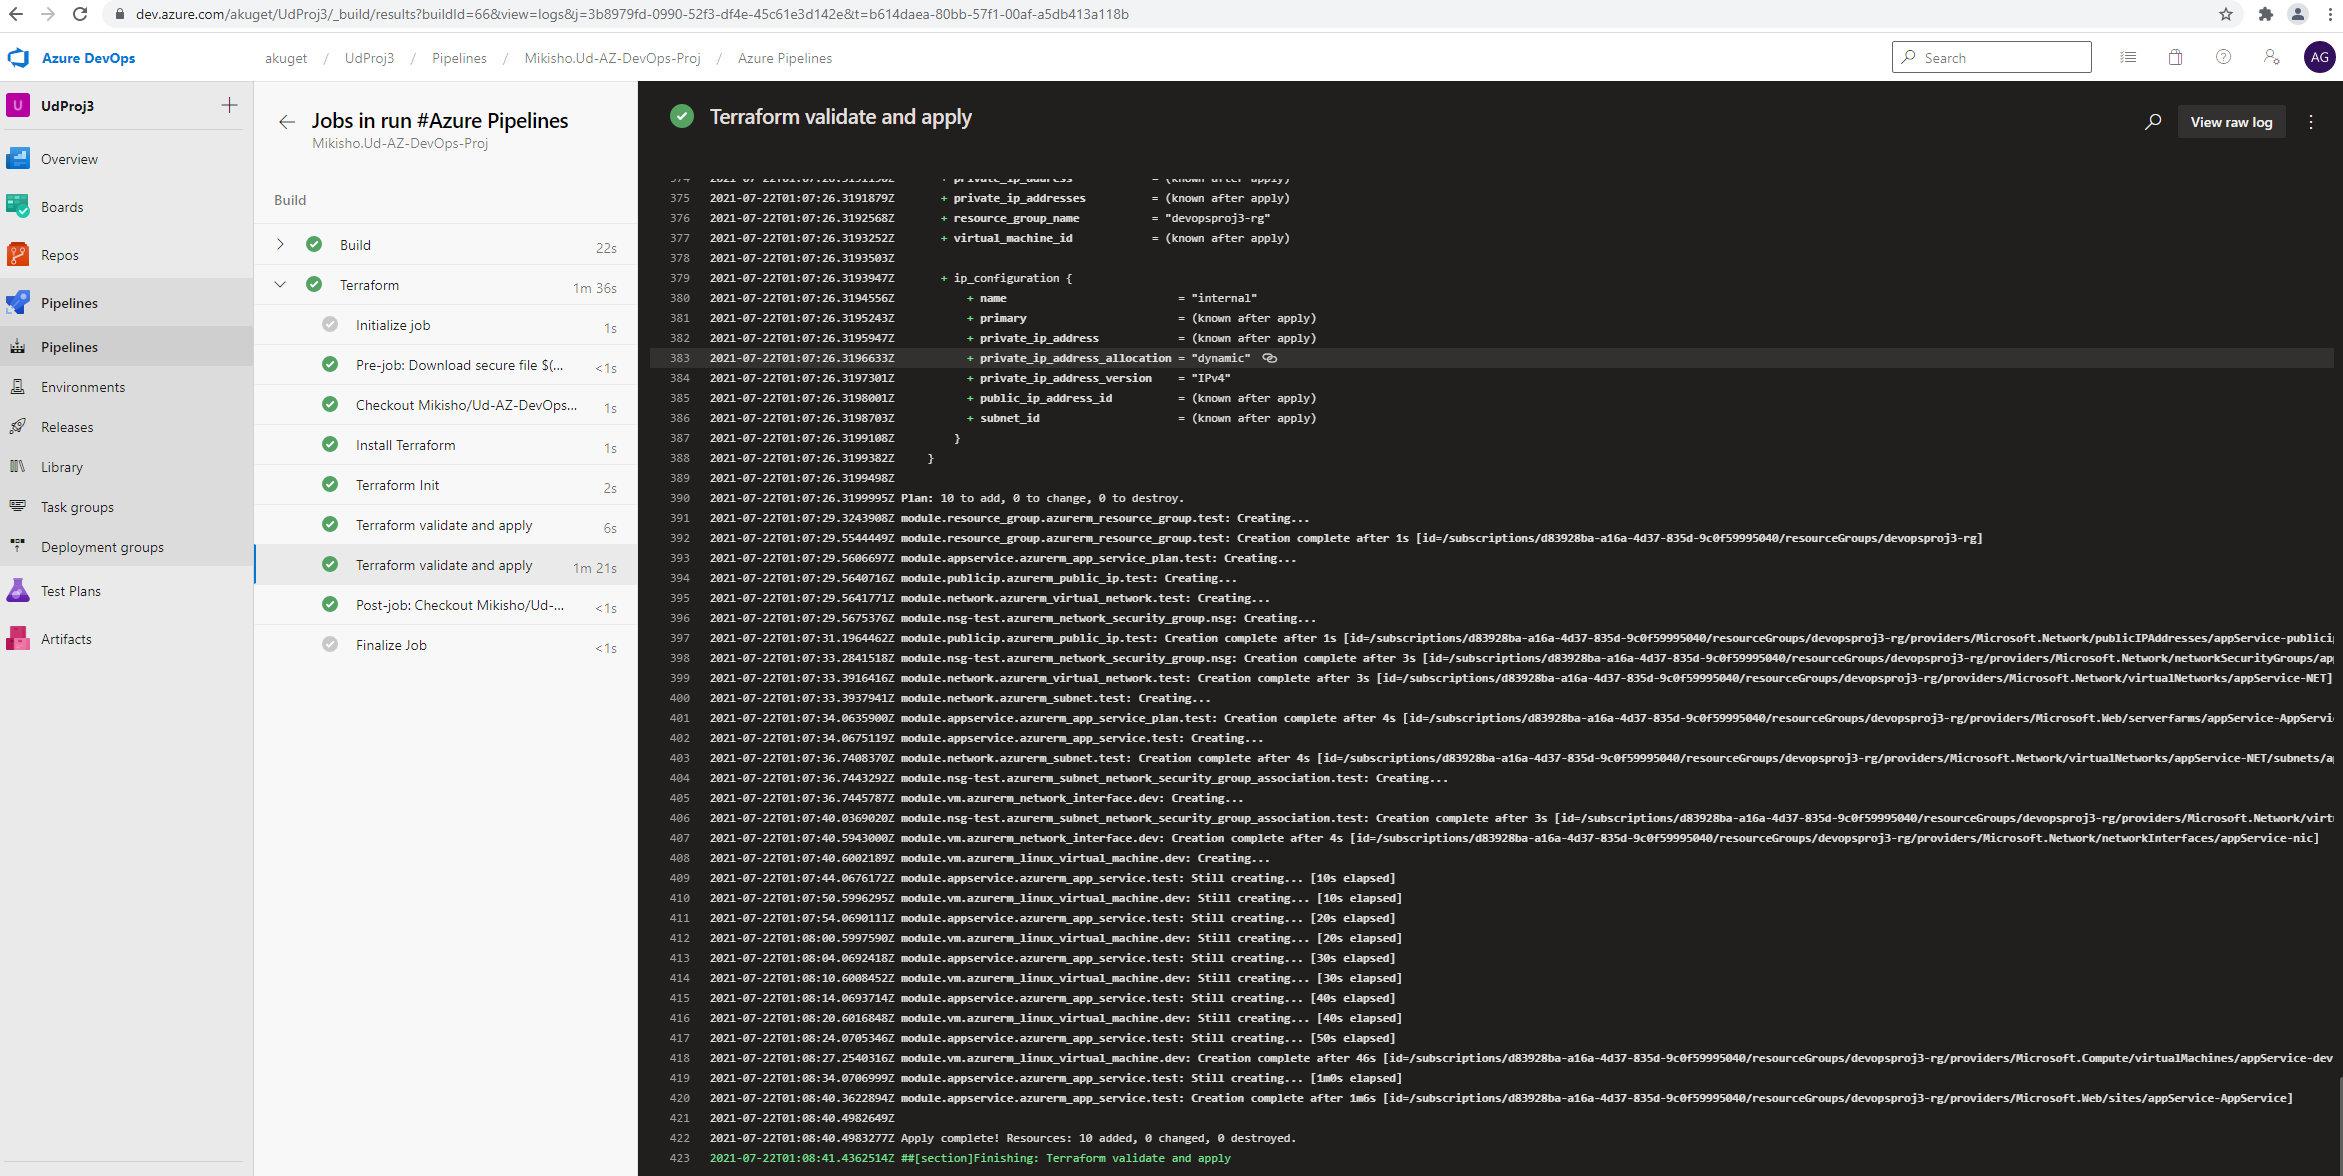 dev.azure.com/akuget/UdProj3/_build/results?buildId=66&view=logs&j=3b8979fd-0990-52f3-df4e-45c61e3d142e&t=b614daea-80bb-57f1-00af-a5db413a118b
Azure DevOps
akuget / UdProj3 / Pipelines / Mikisho.Ud-AZ-DevOps-Proj / Azure Pipelines
Search
AG
U UdProj3
Overview
Boards
Repos
Pipelines
Pipelines
Environments
Releases
Library
Task groups
Deployment groups
Test Plans
Artifacts
Jobs in run #Azure Pipelines
Mikisho.Ud-AZ-DevOps-Proj
Build
Build 22s
Terraform 1m 36s
Initialize job 1s
Pre-job: Download secure file $(... <1s
Checkout Mikisho/Ud-AZ-DevOps... 1s
Install Terraform 1s
Terraform Init 2s
Terraform validate and apply 6s
Terraform validate and apply 1m 21s
Post-job: Checkout Mikisho/Ud-... <1s
Finalize Job <1s
Terraform validate and apply
View raw log
375 2021-07-22T01:07:26.3191879Z + private_ip_addresses = (known after apply)
376 2021-07-22T01:07:26.3192568Z + resource_group_name = "devopsproj3-rg"
377 2021-07-22T01:07:26.3193252Z + virtual_machine_id = (known after apply)
378 2021-07-22T01:07:26.3193503Z
379 2021-07-22T01:07:26.3193947Z + ip_configuration {
380 2021-07-22T01:07:26.3194556Z + name = "internal"
381 2021-07-22T01:07:26.3195243Z + primary = (known after apply)
382 2021-07-22T01:07:26.3195947Z + private_ip_address = (known after apply)
383 2021-07-22T01:07:26.3196633Z + private_ip_address_allocation = "dynamic"
384 2021-07-22T01:07:26.3197301Z + private_ip_address_version = "IPv4"
385 2021-07-22T01:07:26.3198001Z + public_ip_address_id = (known after apply)
386 2021-07-22T01:07:26.3198703Z + subnet_id = (known after apply)
387 2021-07-22T01:07:26.3199108Z }
388 2021-07-22T01:07:26.3199382Z }
389 2021-07-22T01:07:26.3199498Z
390 2021-07-22T01:07:26.3199995Z Plan: 10 to add, 0 to change, 0 to destroy.
391 2021-07-22T01:07:29.3243908Z module.resource_group.azurerm_resource_group.test: Creating...
392 2021-07-22T01:07:29.5544449Z module.resource_group.azurerm_resource_group.test: Creation complete after 1s [id=/subscriptions/d83928ba-a16a-4d37-835d-9c0f59995040/resourceGroups/devopsproj3-rg]
393 2021-07-22T01:07:29.5606697Z module.appservice.azurerm_app_service_plan.test: Creating...
394 2021-07-22T01:07:29.5640716Z module.publicip.azurerm_public_ip.test: Creating...
395 2021-07-22T01:07:29.5641771Z module.network.azurerm_virtual_network.test: Creating...
396 2021-07-22T01:07:29.5675376Z module.nsg-test.azurerm_network_security_group.nsg: Creating...
397 2021-07-22T01:07:31.1964462Z module.publicip.azurerm_public_ip.test: Creation complete after 1s [id=/subscriptions/d83928ba-a16a-4d37-835d-9c0f59995040/resourceGroups/devopsproj3-rg/providers/Microsoft.Network/publicIPAddresses/appService-publici
398 2021-07-22T01:07:33.2841518Z module.nsg-test.azurerm_network_security_group.nsg: Creation complete after 3s [id=/subscriptions/d83928ba-a16a-4d37-835d-9c0f59995040/resourceGroups/devopsproj3-rg/providers/Microsoft.Network/networkSecurityGroups/ap
399 2021-07-22T01:07:33.3916416Z module.network.azurerm_virtual_network.test: Creation complete after 3s [id=/subscriptions/d83928ba-a16a-4d37-835d-9c0f59995040/resourceGroups/devopsproj3-rg/providers/Microsoft.Network/virtualNetworks/appService-NET]
400 2021-07-22T01:07:33.3937941Z module.network.azurerm_subnet.test: Creating...
401 2021-07-22T01:07:34.0635900Z module.appservice.azurerm_app_service_plan.test: Creation complete after 4s [id=/subscriptions/d83928ba-a16a-4d37-835d-9c0f59995040/resourceGroups/devopsproj3-rg/providers/Microsoft.Web/serverfarms/appService-AppServi
402 2021-07-22T01:07:34.0675119Z module.appservice.azurerm_app_service.test: Creating...
403 2021-07-22T01:07:36.7408370Z module.network.azurerm_subnet.test: Creation complete after 4s [id=/subscriptions/d83928ba-a16a-4d37-835d-9c0f59995040/resourceGroups/devopsproj3-rg/providers/Microsoft.Network/virtualNetworks/appService-NET/subnets/a
404 2021-07-22T01:07:36.7443292Z module.nsg-test.azurerm_subnet_network_security_group_association.test: Creating...
405 2021-07-22T01:07:36.7445787Z module.vm.azurerm_network_interface.dev: Creating...
406 2021-07-22T01:07:40.0369020Z module.nsg-test.azurerm_subnet_network_security_group_association.test: Creation complete after 3s [id=/subscriptions/d83928ba-a16a-4d37-835d-9c0f59995040/resourceGroups/devopsproj3-rg/providers/Microsoft.Network/virt
407 2021-07-22T01:07:40.5943000Z module.vm.azurerm_network_interface.dev: Creation complete after 4s [id=/subscriptions/d83928ba-a16a-4d37-835d-9c0f59995040/resourceGroups/devopsproj3-rg/providers/Microsoft.Network/networkInterfaces/appService-nic]
408 2021-07-22T01:07:40.6002189Z module.vm.azurerm_linux_virtual_machine.dev: Creating...
409 2021-07-22T01:07:44.0676172Z module.appservice.azurerm_app_service.test: Still creating... [10s elapsed]
410 2021-07-22T01:07:50.5996295Z module.vm.azurerm_linux_virtual_machine.dev: Still creating... [10s elapsed]
411 2021-07-22T01:07:54.0690111Z module.appservice.azurerm_app_service.test: Still creating... [20s elapsed]
412 2021-07-22T01:08:00.5997590Z module.vm.azurerm_linux_virtual_machine.dev: Still creating... [20s elapsed]
413 2021-07-22T01:08:04.0692418Z module.appservice.azurerm_app_service.test: Still creating... [30s elapsed]
414 2021-07-22T01:08:10.6008452Z module.vm.azurerm_linux_virtual_machine.dev: Still creating... [30s elapsed]
415 2021-07-22T01:08:14.0693714Z module.appservice.azurerm_app_service.test: Still creating... [40s elapsed]
416 2021-07-22T01:08:20.6016848Z module.vm.azurerm_linux_virtual_machine.dev: Still creating... [40s elapsed]
417 2021-07-22T01:08:24.0705346Z module.appservice.azurerm_app_service.test: Still creating... [50s elapsed]
418 2021-07-22T01:08:27.2540316Z module.vm.azurerm_linux_virtual_machine.dev: Creation complete after 46s [id=/subscriptions/d83928ba-a16a-4d37-835d-9c0f59995040/resourceGroups/devopsproj3-rg/providers/Microsoft.Compute/virtualMachines/appService-dev
419 2021-07-22T01:08:34.0706999Z module.appservice.azurerm_app_service.test: Still creating... [1m0s elapsed]
420 2021-07-22T01:08:40.3622894Z module.appservice.azurerm_app_service.test: Creation complete after 1m6s [id=/subscriptions/d83928ba-a16a-4d37-835d-9c0f59995040/resourceGroups/devopsproj3-rg/providers/Microsoft.Web/sites/appService-AppService]
421 2021-07-22T01:08:40.4982649Z
422 2021-07-22T01:08:40.4983277Z Apply complete! Resources: 10 added, 0 changed, 0 destroyed.
423 2021-07-22T01:08:41.4362514Z ##[section]Finishing: Terraform validate and apply